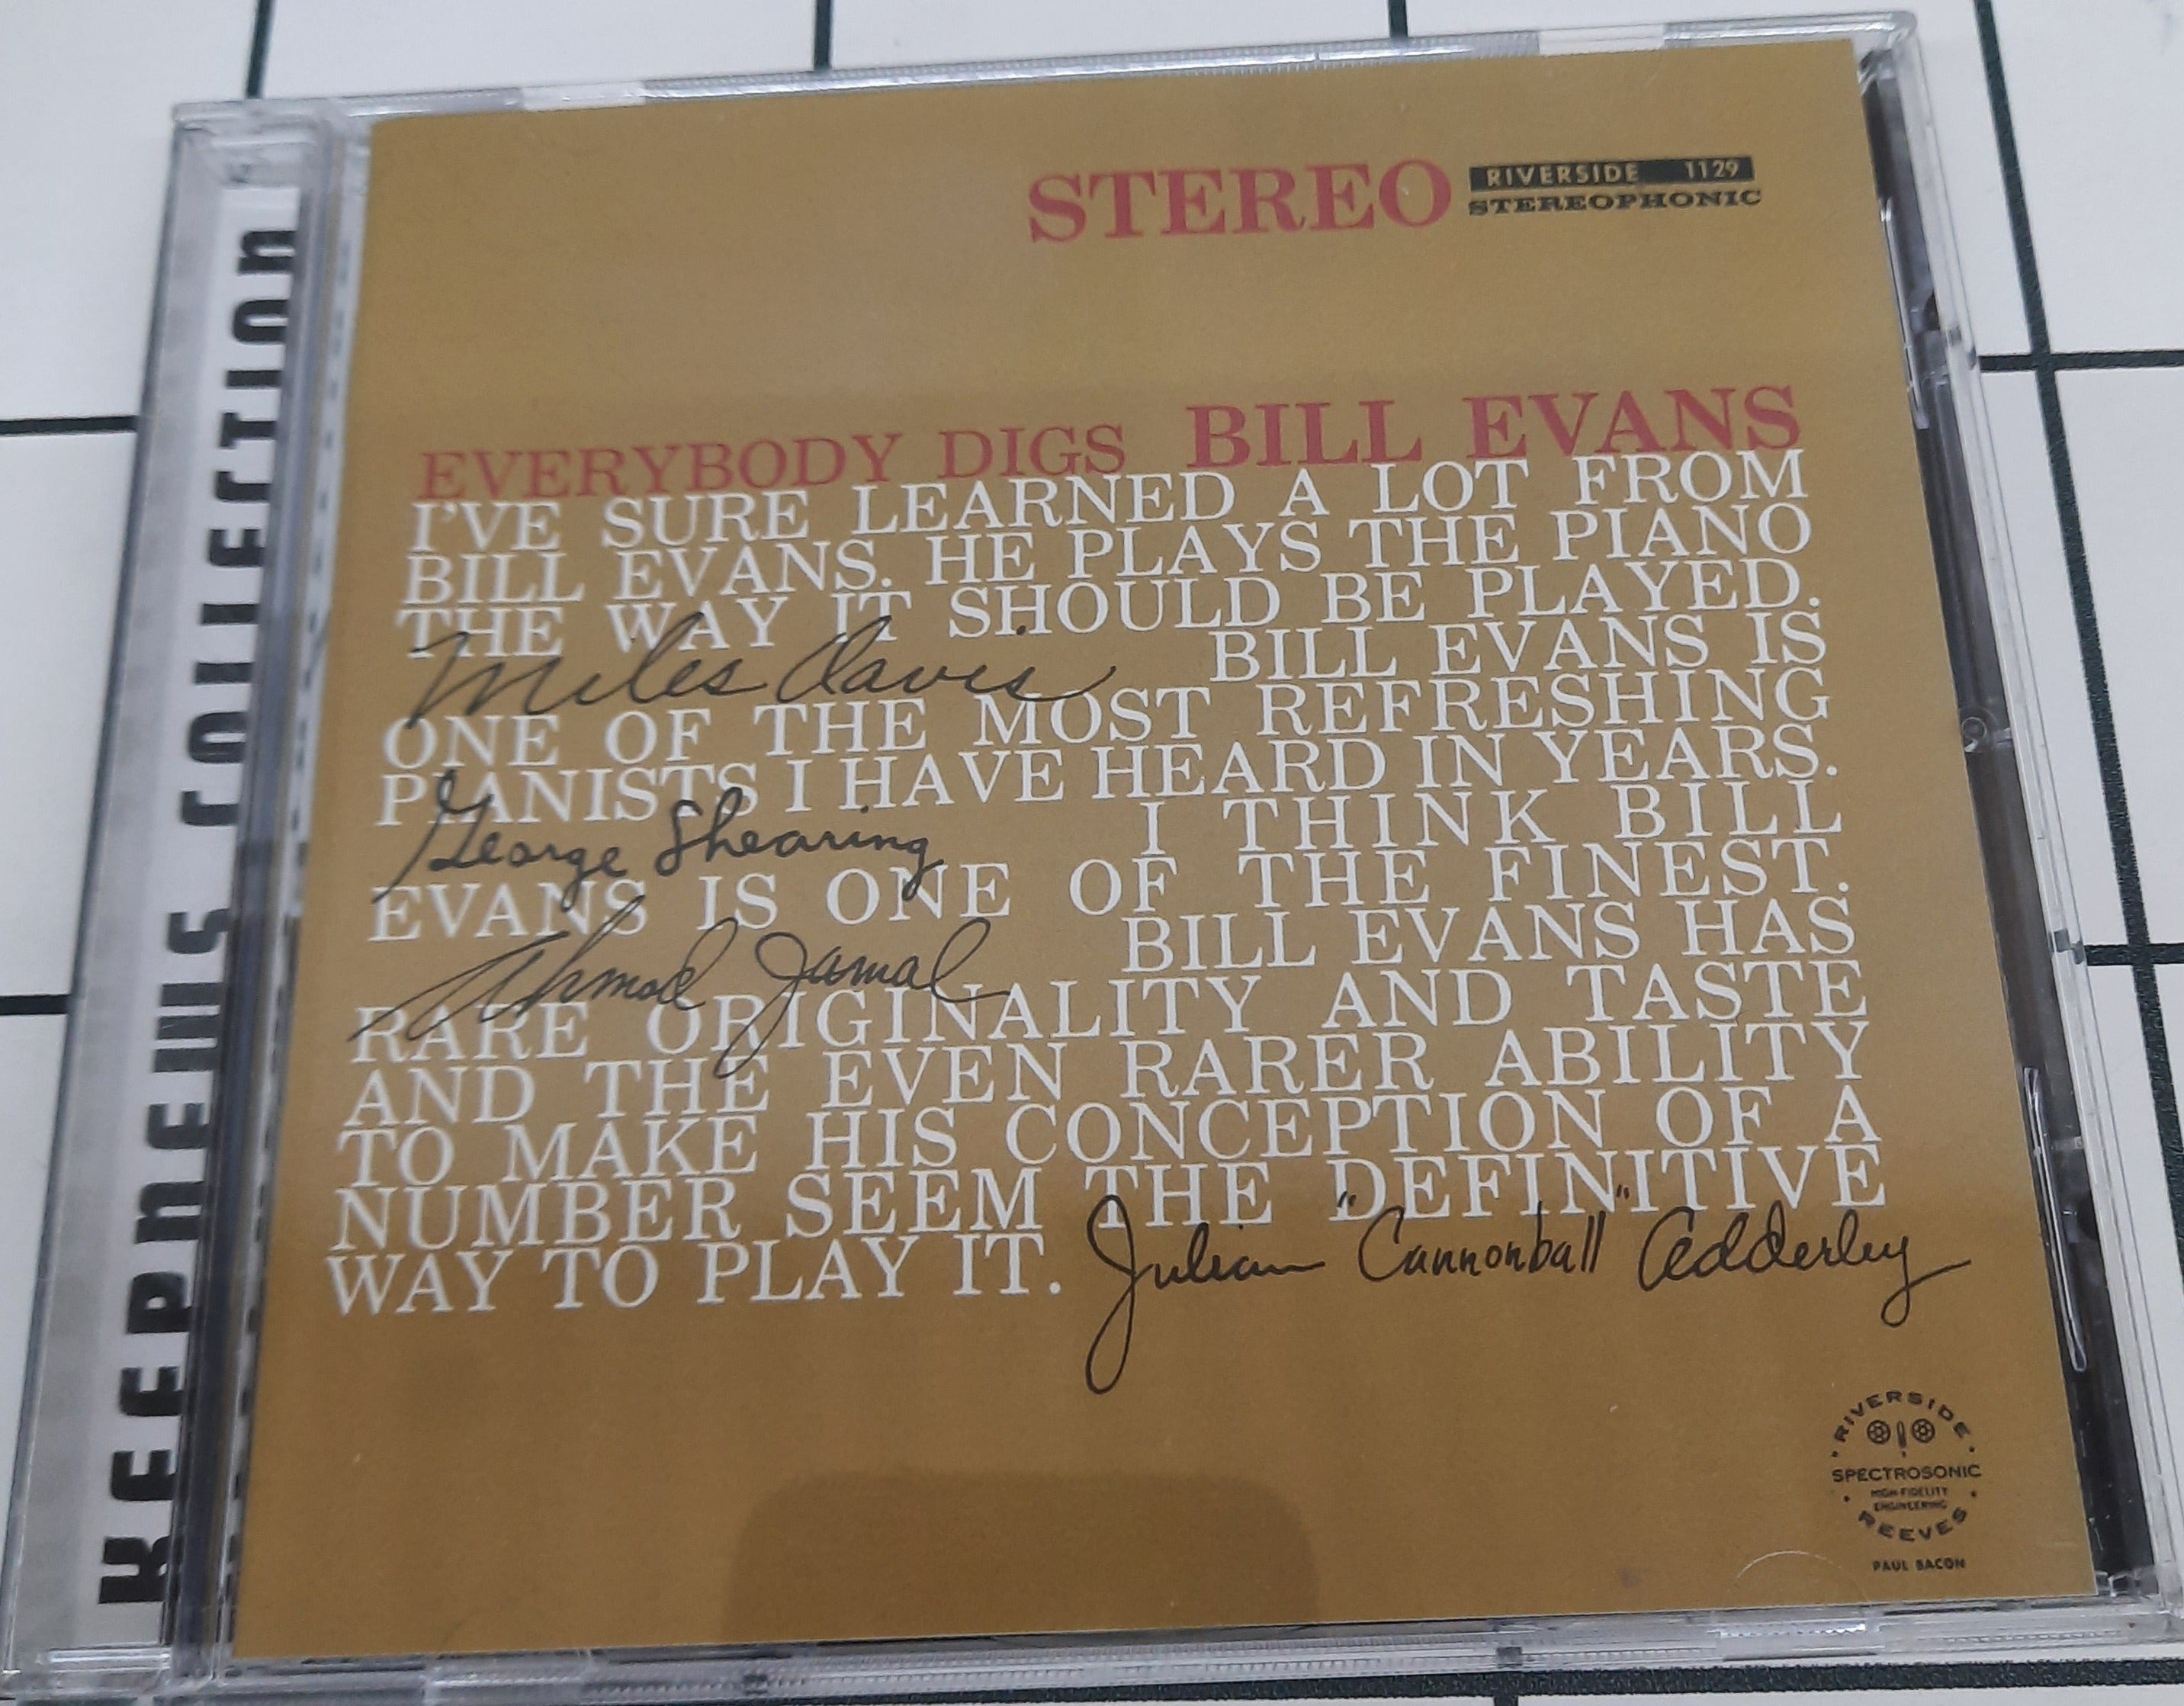 KEEPNEWS COLLECTION
STEREO RIVERSIDE 1129
STEREOPHONIC
EVERYBODY DIGS BILL EVANS
I'VE SURE LEARNED A LOT FROM
BILL EVANS. HE PLAYS THE PIANO
THE WAY IT SHOULD BE PLAYED.
Miles Davis BILL EVANS IS
ONE OF THE MOST REFRESHING
PIANISTS I HAVE HEARD IN YEARS.
George Shearing I THINK BILL
EVANS IS ONE OF THE FINEST.
Ahmad Jamal BILL EVANS HAS
RARE ORIGINALITY AND TASTE
AND THE EVEN RARER ABILITY
TO MAKE HIS CONCEPTION OF A
NUMBER SEEM THE DEFINITIVE
WAY TO PLAY IT. Julian "Cannonball" Adderley
RIVERSIDE
SPECTROSONIC
HIGH-FIDELITY
ENGINEERING
REEVES
PAUL BACON